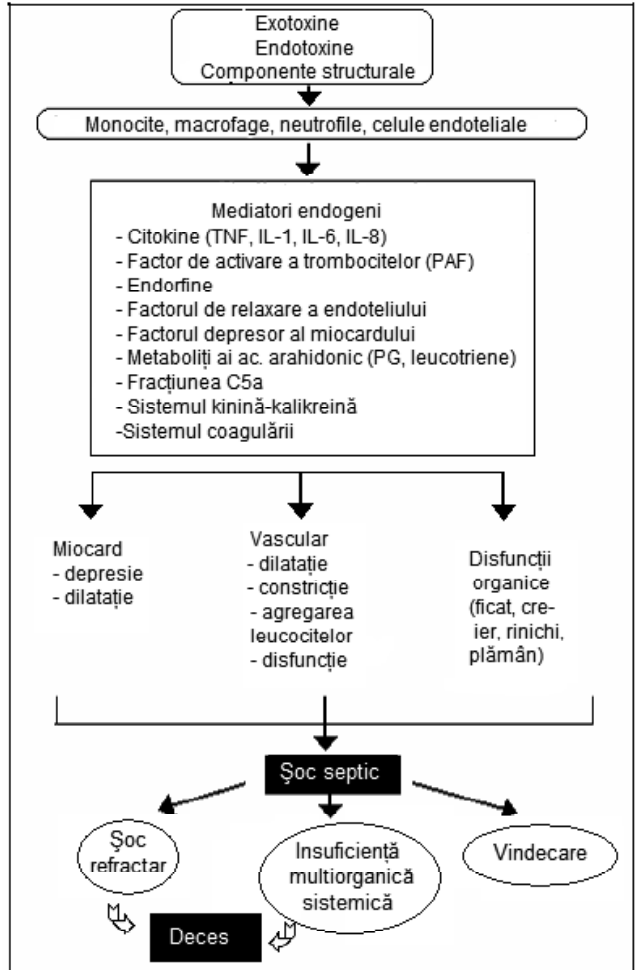 Exotoxine
Endotoxine
Componente structurale
Monocite, macrofage, neutrofile, celule endoteliale
Mediatori endogeni
- Citokine (TNF, IL-1, IL-6, IL-8)
- Factor de activare a trombocitelor (PAF)
- Endorfine
- Factorul de relaxare a endoteliului
- Factorul depresor al miocardului
- Metaboliți ai ac. arahidonic (PG, leucotriene)
- Fracțiunea C5a
- Sistemul kinină-kalikreină
-Sistemul coagulării
Miocard
- depresie
- dilatație
Vascular
- dilatație
- constricție
- agregarea
leucocitelor
- disfuncție
Disfuncții
organice
(ficat, cre-
ier, rinichi,
plămân)
Șoc septic
Șoc
refractar
Insuficiență
multiorganică
sistemică
Vindecare
Deces